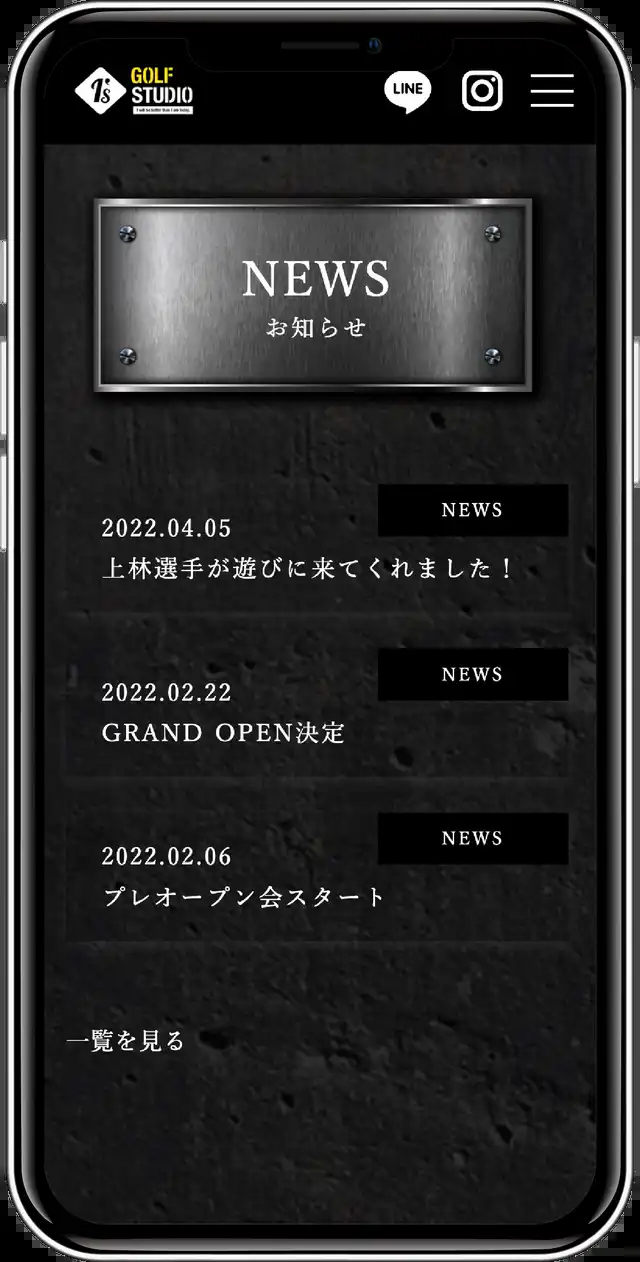 I's
GOLF
STUDIO
LINE
NEWS
お知らせ
NEWS
2022.04.05
上林選手が遊びに来てくれました！
NEWS
2022.02.22
GRAND OPEN決定
NEWS
2022.02.06
プレオープン会スタート
一覧を見る